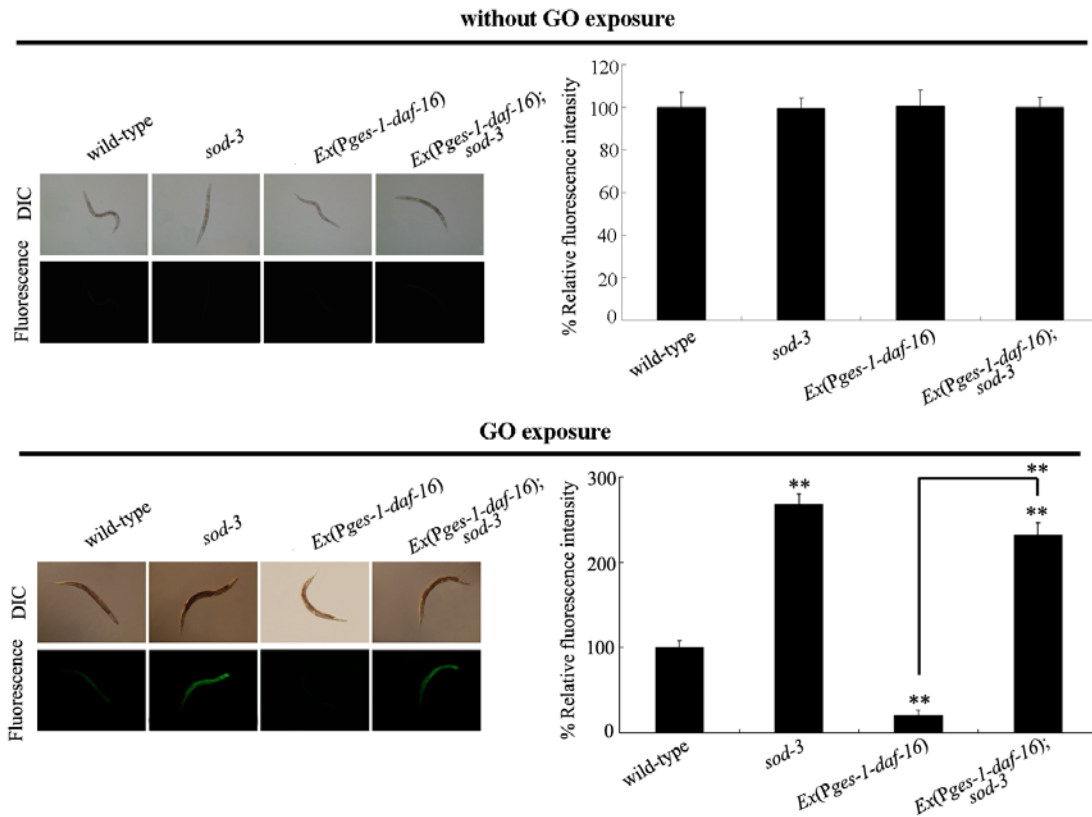 without GO exposure
wild-type
sod-3
Ex(Pges-1-daf-16)
Ex(Pges-1-daf-16);
sod-3
DIC
Fluorescence
% Relative fluorescence intensity
120
100
80
60
40
20
0
wild-type
sod-3
Ex(Pges-1-daf-16)
Ex(Pges-1-daf-16);
sod-3
GO exposure
wild-type
sod-3
Ex(Pges-1-daf-16)
Ex(Pges-1-daf-16);
sod-3
DIC
Fluorescence
% Relative fluorescence intensity
300
200
100
0
**
**
**
**
wild-type
sod-3
Ex(Pges-1-daf-16)
Ex(Pges-1-daf-16);
sod-3